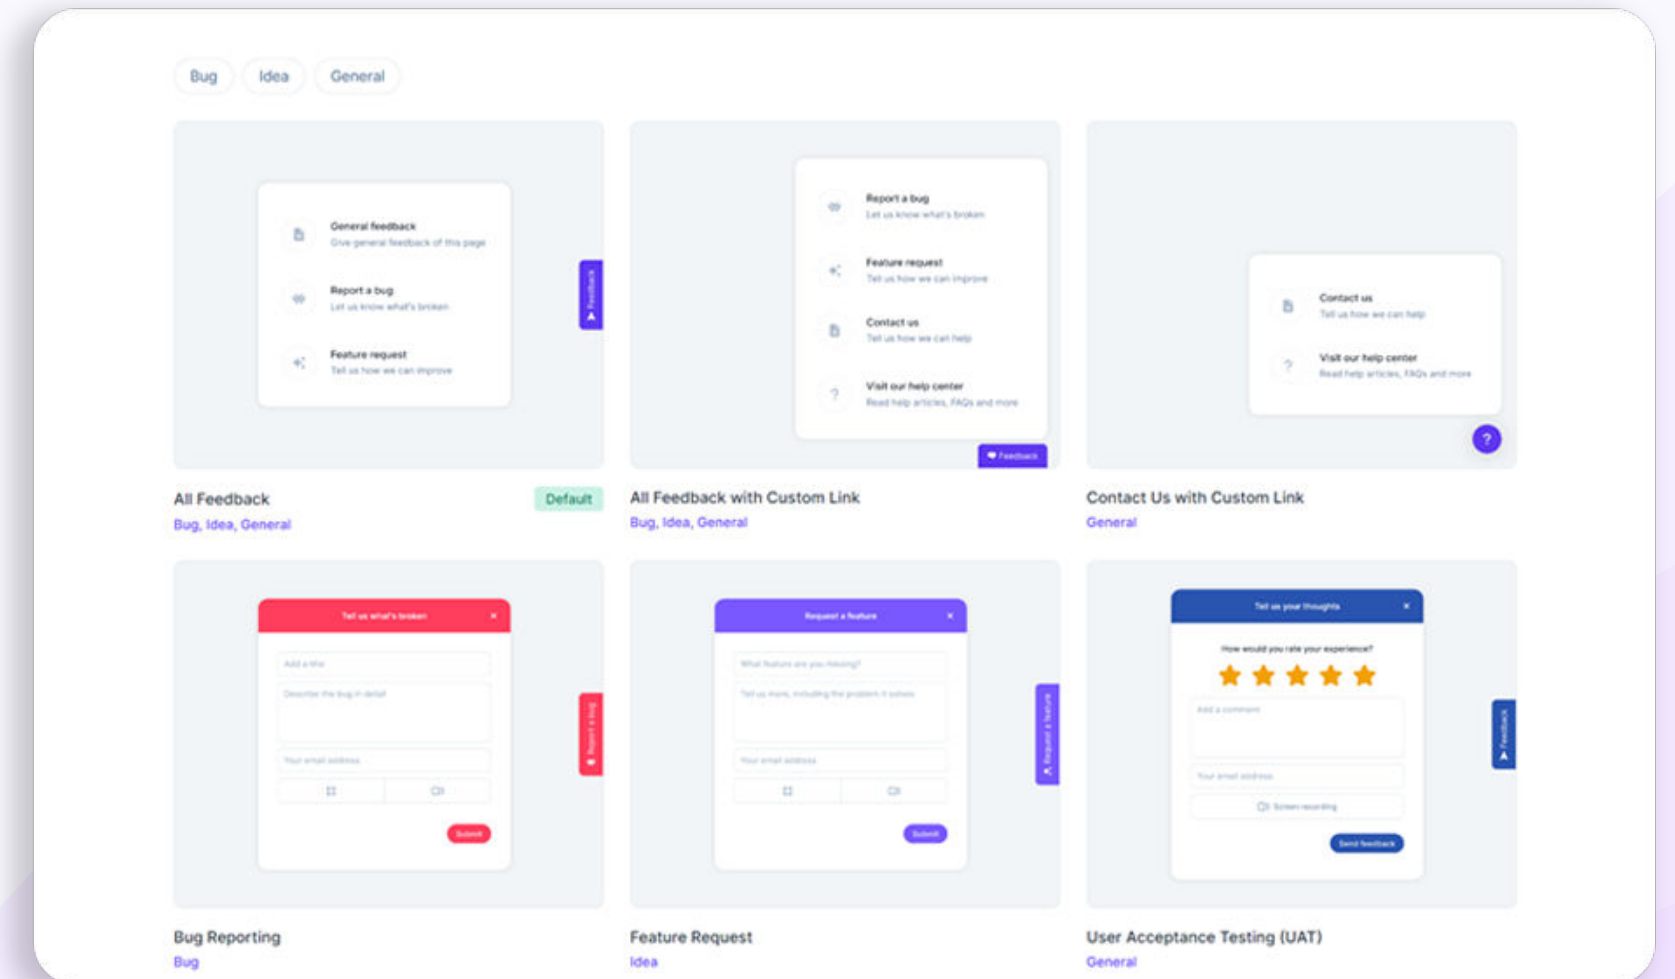 Bug
Idea
General
General feedback
Give general feedback of this page
Report a bug
Let us know what's broken
Feature request
Tell us how we can improve
Feedback
Report a bug
Let us know what's broken
Feature request
Tell us how we can improve
Contact us
Tell us how we can help
?
Visit our help center
Read help articles, FAQs and more
Feedback
Contact us
Tell us how we can help
?
Visit our help center
Read help articles, FAQs and more
?
All Feedback
Default
Bug, Idea, General
All Feedback with Custom Link
Bug, Idea, General
Contact Us with Custom Link
General
Tell us what's broken
Add a title
Describe the bug in detail
Your email address
Submit
Report a bug
Request a feature
What feature are you missing?
Tell us more, including the problem it solves
Your email address
Submit
Request a feature
Tell us your thoughts
How would you rate your experience?
Add a comment
Your email address
Screen recording
Send feedback
Feedback
Bug Reporting
Bug
Feature Request
Idea
User Acceptance Testing (UAT)
General